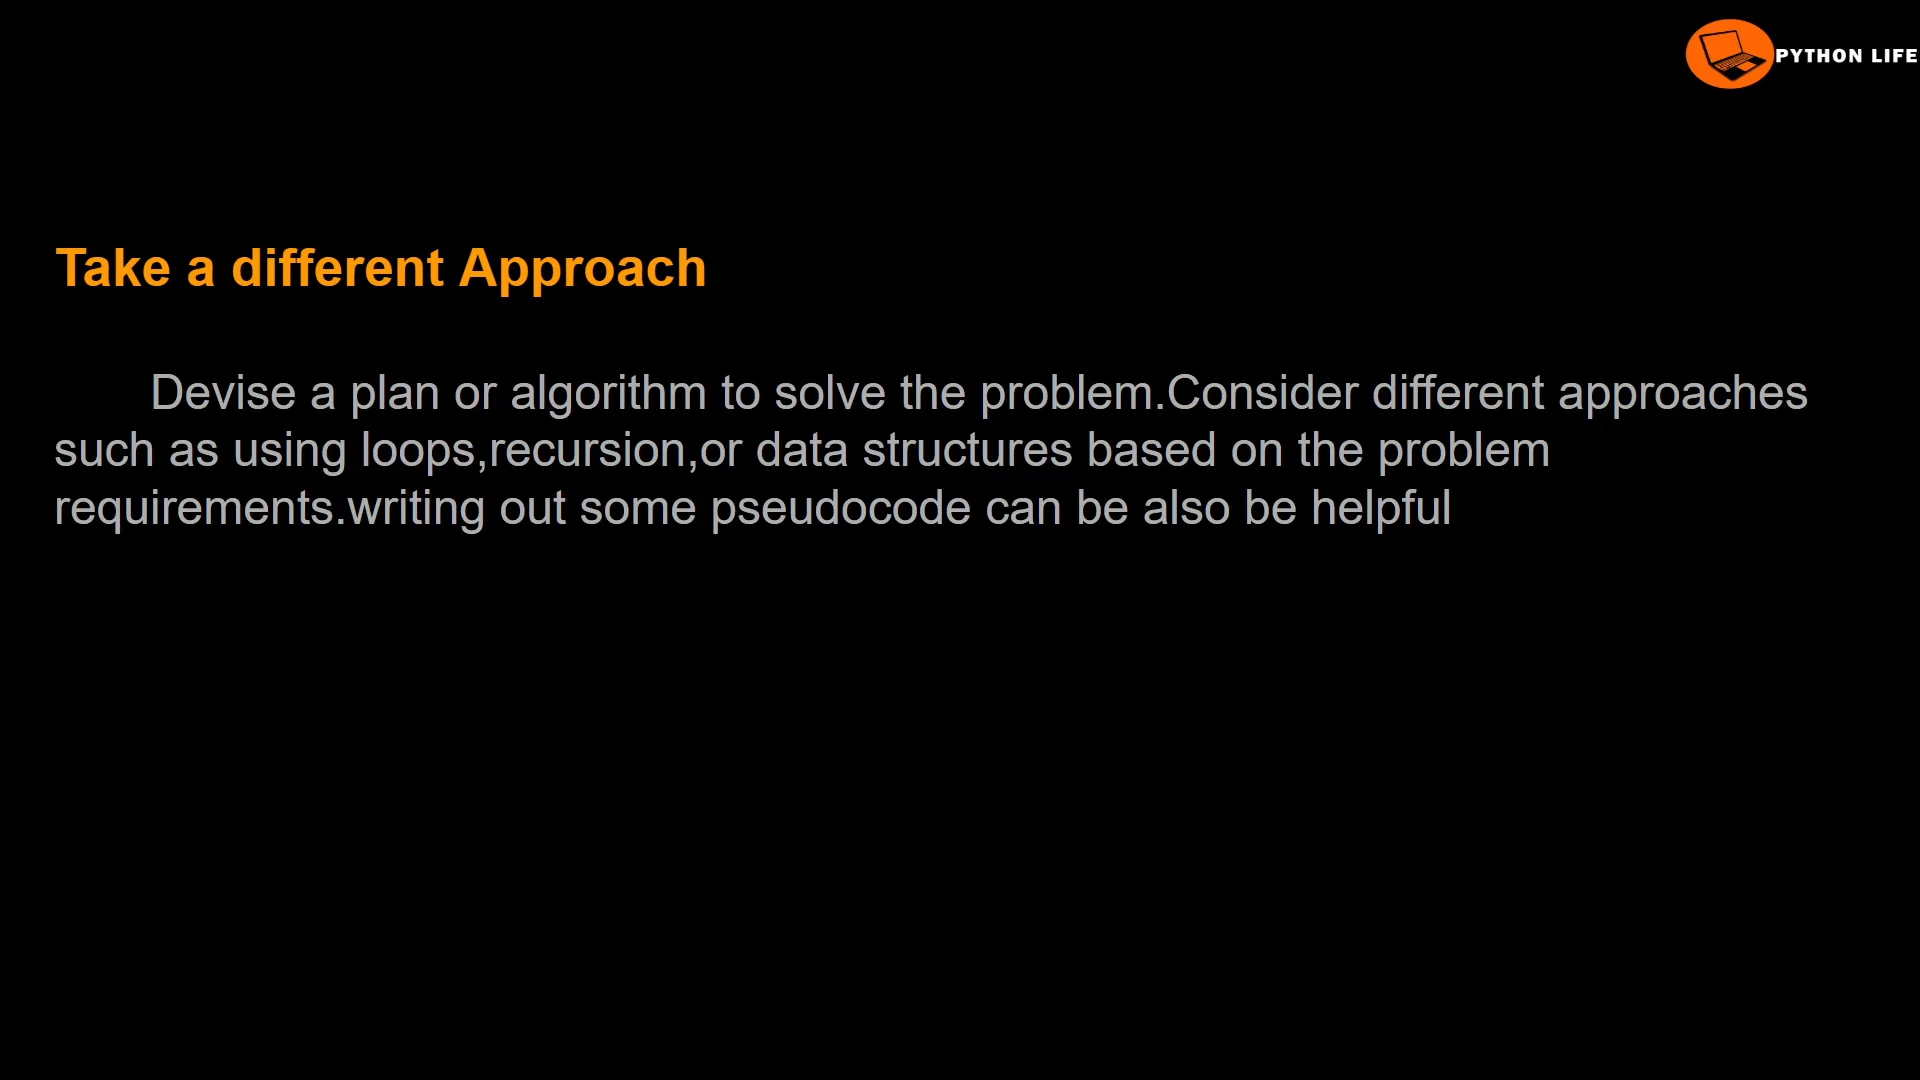 PYTHON LIFE
Take a different Approach
Devise a plan or algorithm to solve the problem.Consider different approaches
such as using loops,recursion,or data structures based on the problem
requirements.writing out some pseudocode can be also be helpful